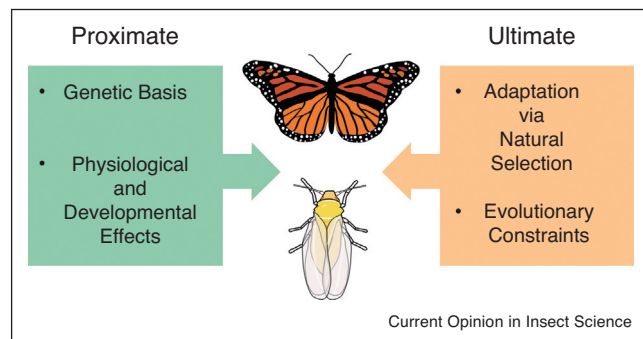 Proximate
• Genetic Basis
• Physiological
and
Developmental
Effects
Ultimate
• Adaptation
via
Natural
Selection
• Evolutionary
Constraints
Current Opinion in Insect Science